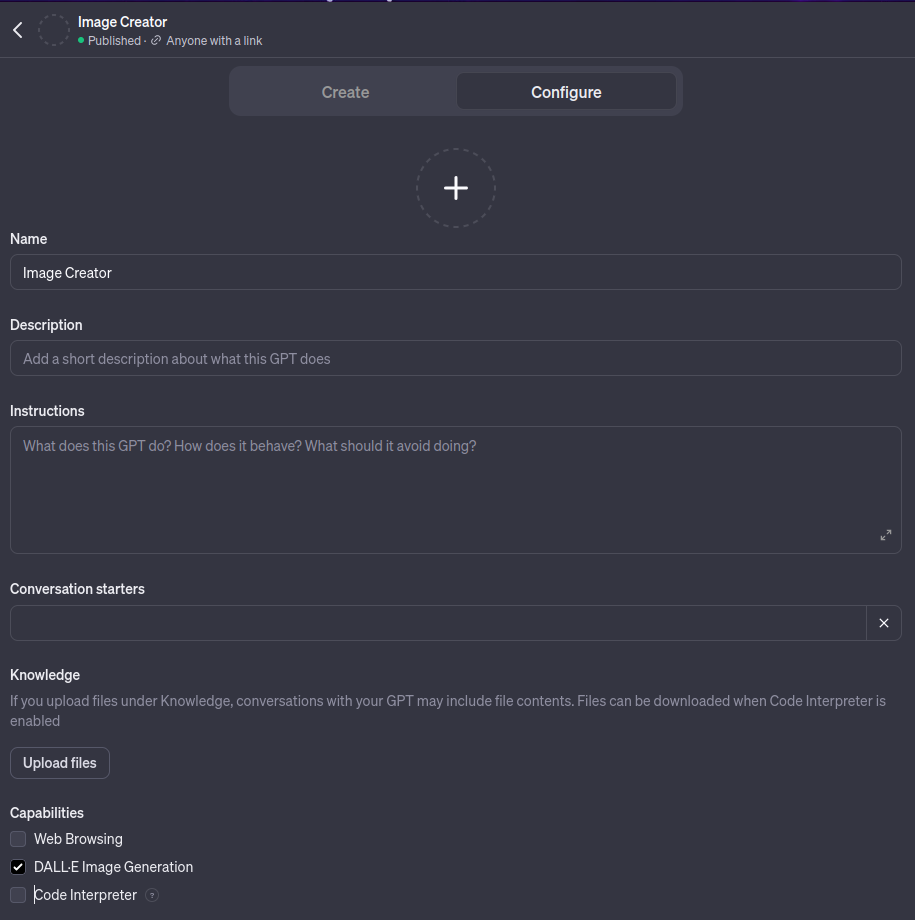 Image Creator
Published · Anyone with a link
Create
Configure
Name
Image Creator
Description
Add a short description about what this GPT does
Instructions
What does this GPT do? How does it behave? What should it avoid doing?
Conversation starters
Knowledge
If you upload files under Knowledge, conversations with your GPT may include file contents. Files can be downloaded when Code Interpreter is
enabled
Upload files
Capabilities
Web Browsing
DALL·E Image Generation
Code Interpreter ?